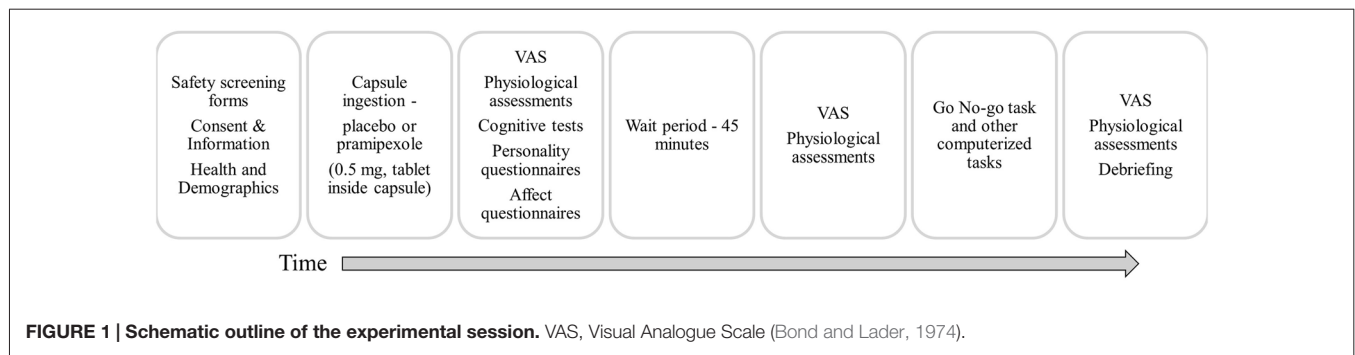 Safety screening
forms
Consent &
Information
Health and
Demographics
Capsule
ingestion -
placebo or
pramipexole
(0.5 mg, tablet
inside capsule)
VAS
Physiological
assessments
Cognitive tests
Personality
questionnaires
Affect
questionnaires
Wait period - 45
minutes
VAS
Physiological
assessments
Go No-go task
and other
computerized
tasks
VAS
Physiological
assessments
Debriefing
Time
FIGURE 1 | Schematic outline of the experimental session. VAS, Visual Analogue Scale (Bond and Lader, 1974).